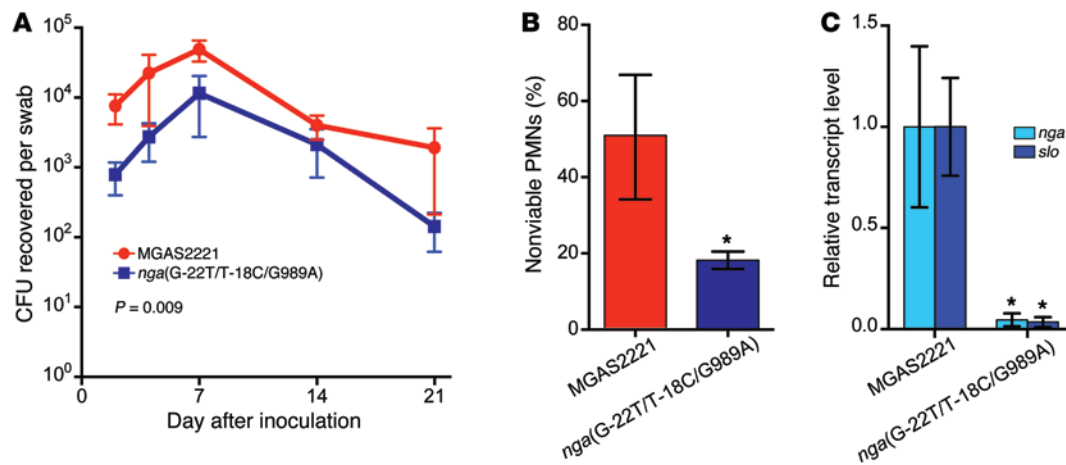 A
CFU recovered per swab
10^5
10^4
10^3
10^2
10^1
10^0
MGAS2221
nga(G-22T/T-18C/G989A)
P = 0.009
0
7
14
21
Day after inoculation
B
Nonviable PMNs (%)
80
60
40
20
0
*
MGAS2221
nga(G-22T/T-18C/G989A)
C
Relative transcript level
1.5
1.0
0.5
0.0
nga
slo
* *
MGAS2221
nga(G-22T/T-18C/G989A)